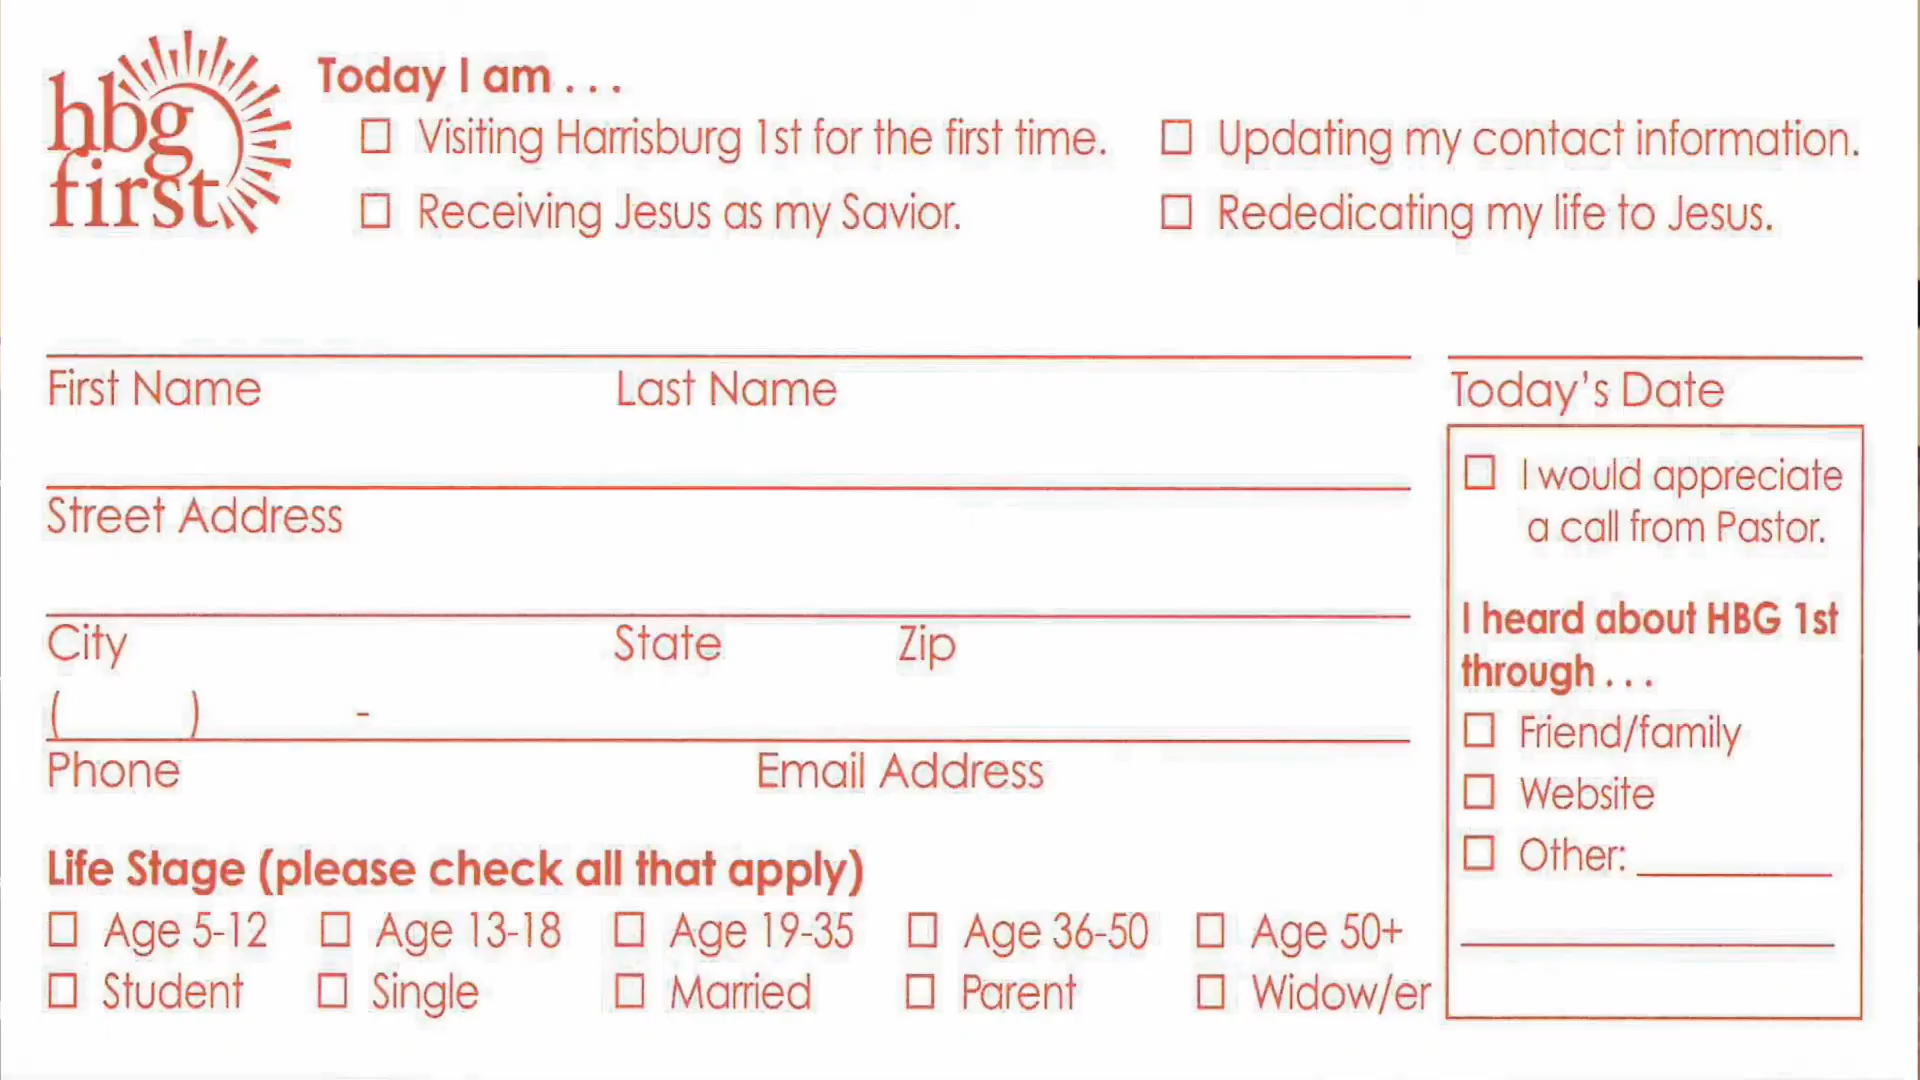 hbg
first
Today I am . . .
☐ Visiting Harrisburg 1st for the first time. ☐ Updating my contact information.
☐ Receiving Jesus as my Savior. ☐ Rededicating my life to Jesus.
First Name Last Name Today's Date
Street Address
City State Zip
( ) -
Phone Email Address
Life Stage (please check all that apply)
☐ Age 5-12 ☐ Age 13-18 ☐ Age 19-35 ☐ Age 36-50 ☐ Age 50+
☐ Student ☐ Single ☐ Married ☐ Parent ☐ Widow/er
☐ I would appreciate
a call from Pastor.
I heard about HBG 1st
through . . .
☐ Friend/family
☐ Website
☐ Other: ________